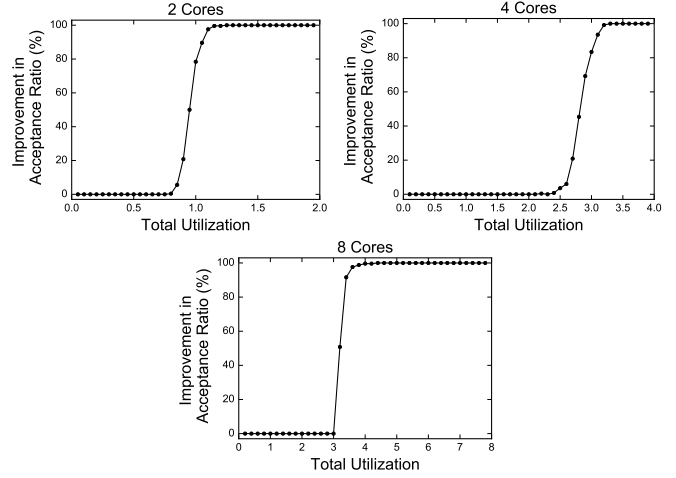 2 Cores
Improvement in
Acceptance Ratio (%)
100
80
60
40
20
0
0.0 0.5 1.0 1.5 2.0
Total Utilization
4 Cores
Improvement in
Acceptance Ratio (%)
100
80
60
40
20
0
0.0 0.5 1.0 1.5 2.0 2.5 3.0 3.5 4.0
Total Utilization
8 Cores
Improvement in
Acceptance Ratio (%)
100
80
60
40
20
0
0 1 2 3 4 5 6 7 8
Total Utilization